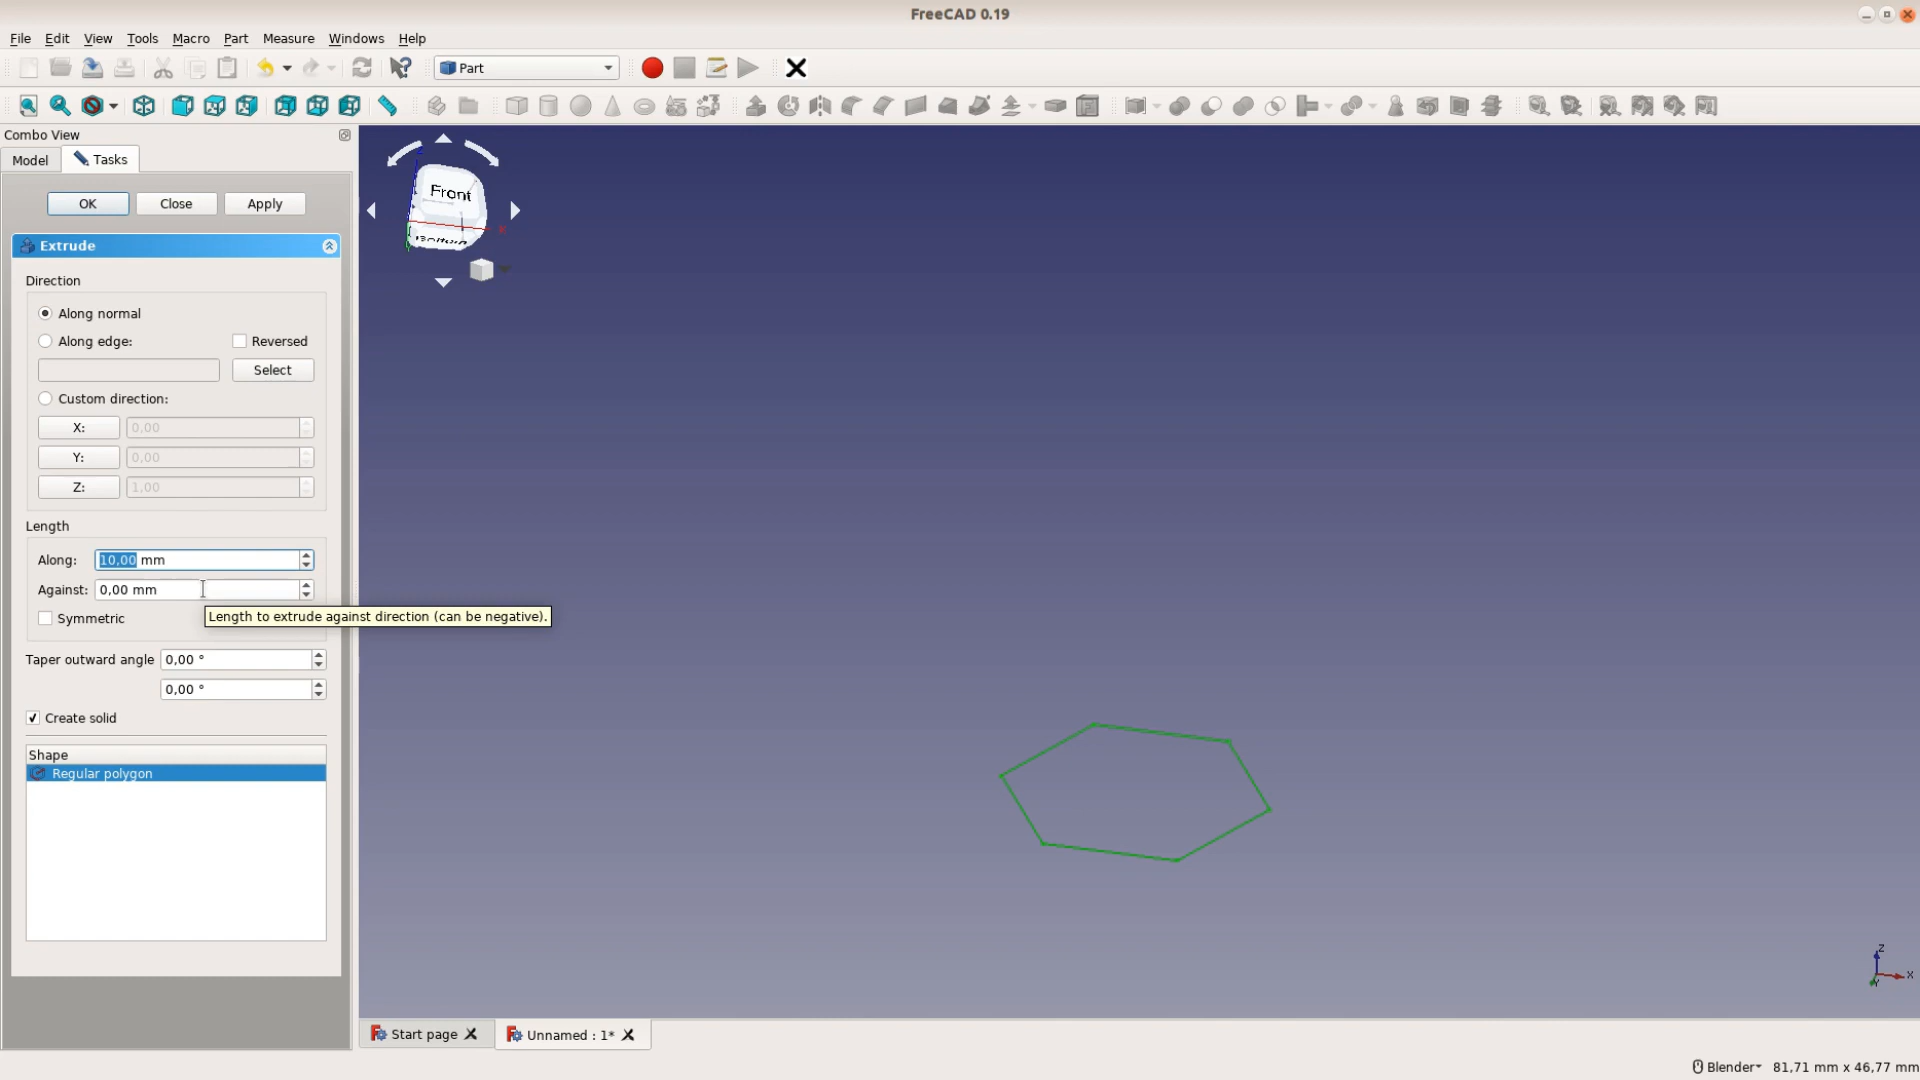 FreeCAD 0.19
File Edit View Tools Macro Part Measure Windows Help
Part
Combo View
Model Tasks
OK Close Apply
Extrude
Direction
Along normal
Along edge: Reversed
Select
Custom direction:
X: 0,00
Y: 0,00
Z: 1,00
Length
Along: 10,00 mm
Against: 0,00 mm
Symmetric
Length to extrude against direction (can be negative).
Taper outward angle 0,00 °
0,00 °
Create solid
Shape
Regular polygon
Front
Bottom
X
Z
X
Y
Start page Unnamed : 1*
Blender 81,71 mm x 46,77 mm